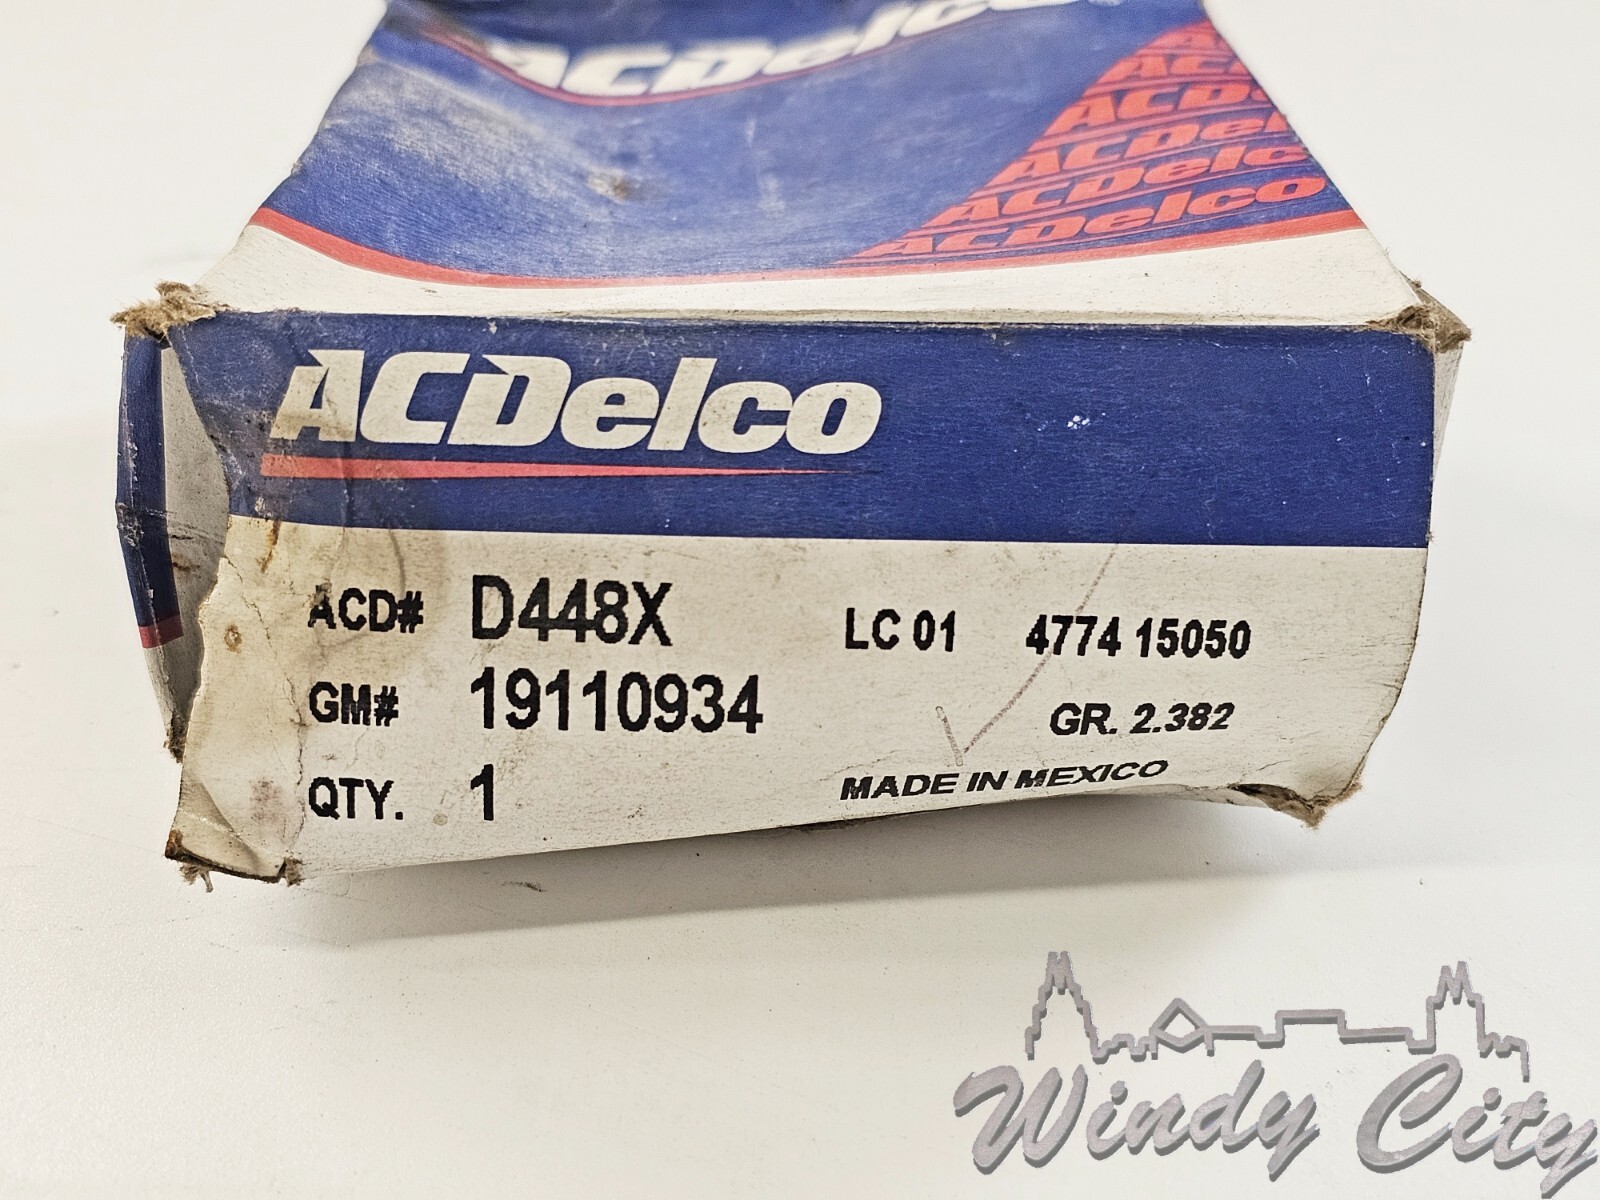 ACDelco
ACDelco
ACDelco
ACDelco
ACD# D448X LC 01 4774 15050
GM# 19110934 GR. 2.382
QTY. 1 MADE IN MEXICO
Windy City